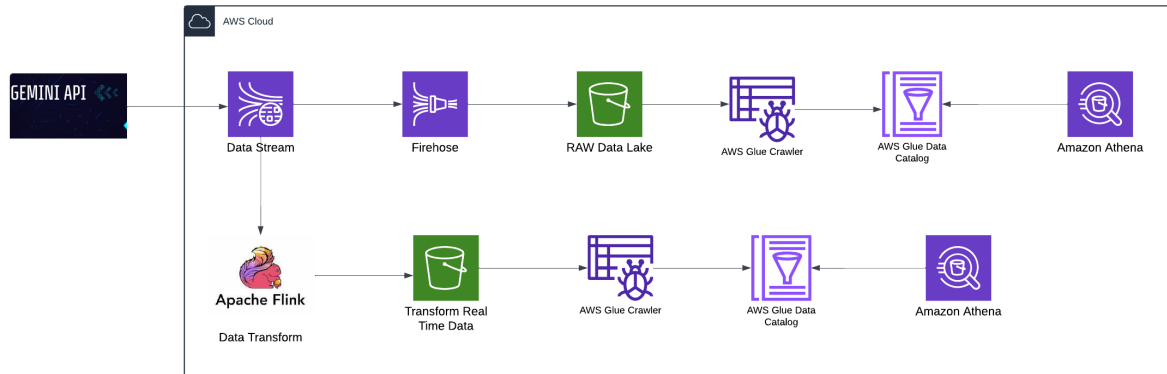 AWS Cloud
GEMINI API
Data Stream
Firehose
RAW Data Lake
AWS Glue Crawler
AWS Glue Data
Catalog
Amazon Athena
Apache Flink
Data Transform
Transform Real
Time Data
AWS Glue Crawler
AWS Glue Data
Catalog
Amazon Athena